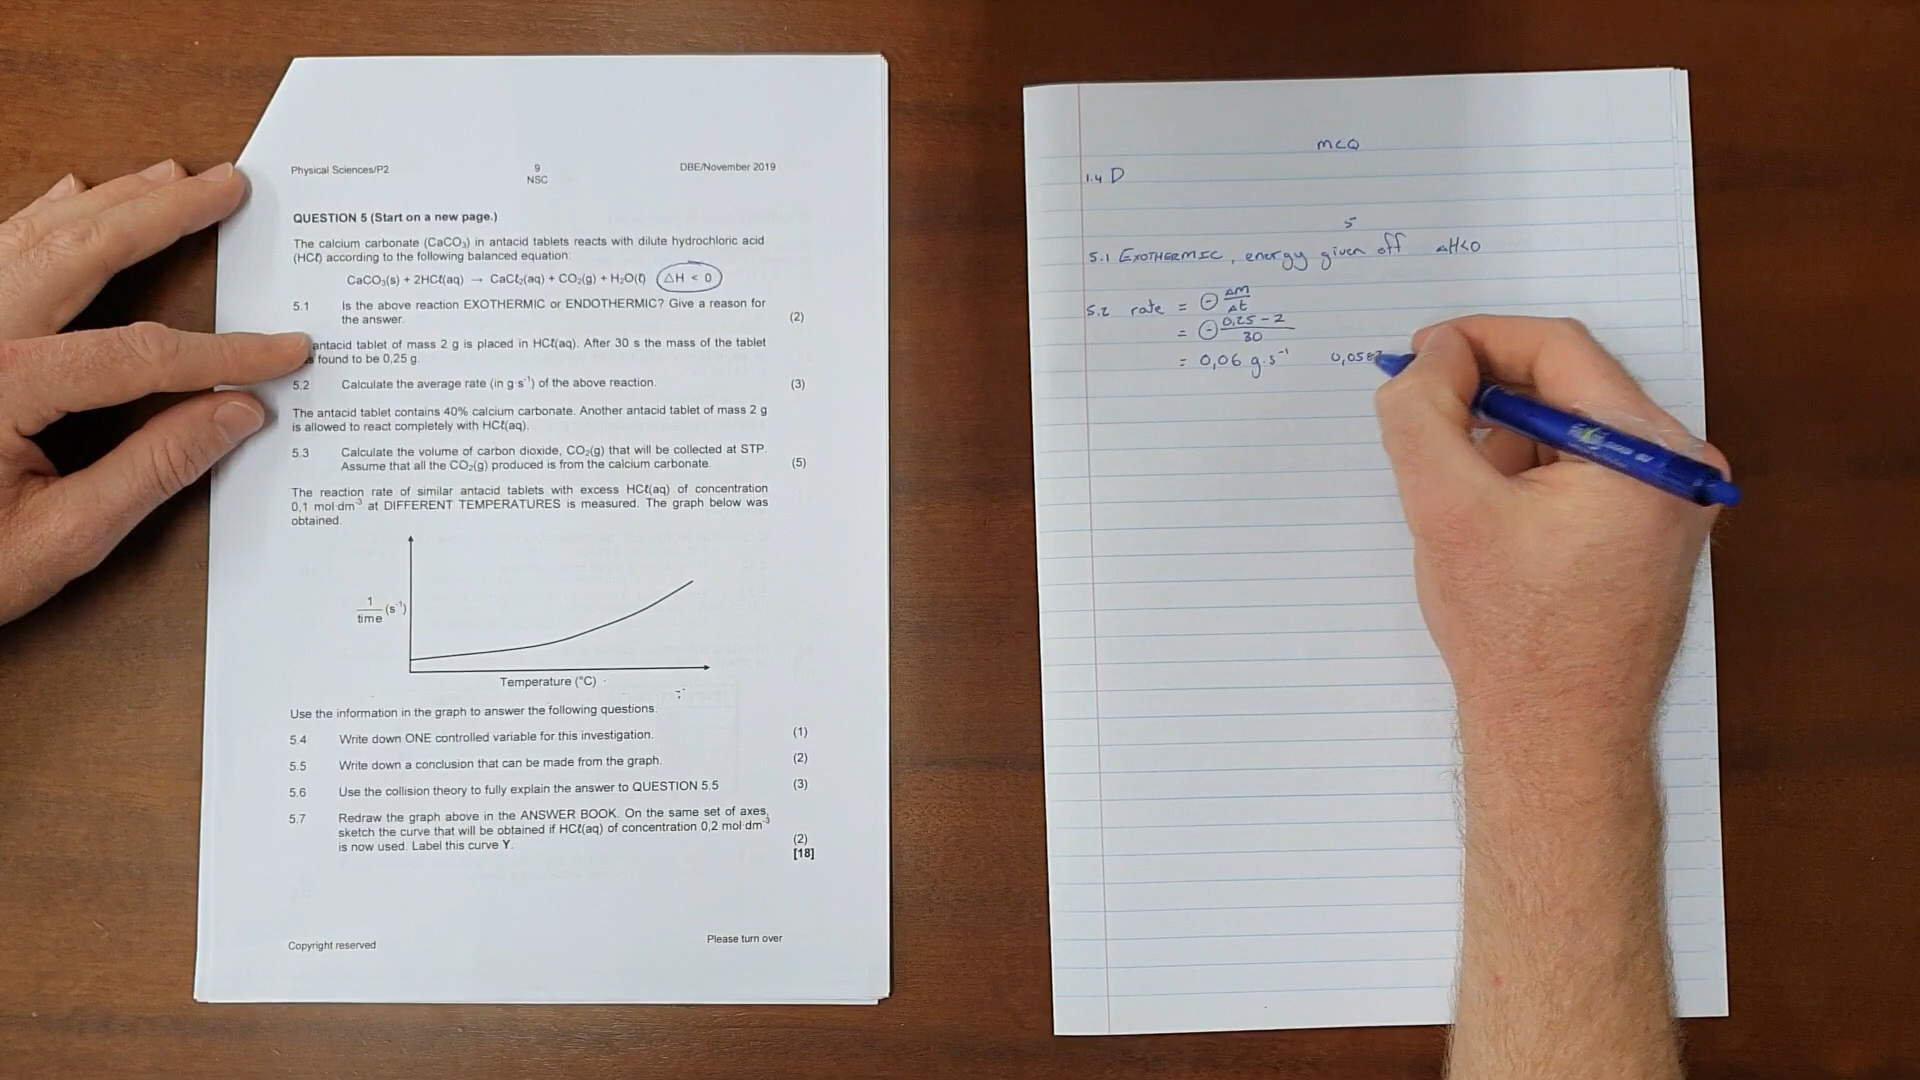 Physical Sciences/P2
9
NSC
DBE/November 2019
QUESTION 5 (Start on a new page.)
The calcium carbonate (CaCO₃) in antacid tablets reacts with dilute hydrochloric acid
(HCℓ) according to the following balanced equation:
CaCO₃(s) + 2HCℓ(aq) → CaCℓ₂(aq) + CO₂(g) + H₂O(ℓ) ΔH < 0
5.1 Is the above reaction EXOTHERMIC or ENDOTHERMIC? Give a reason for
the answer. (2)
antacid tablet of mass 2 g is placed in HCℓ(aq). After 30 s the mass of the tablet
found to be 0,25 g.
5.2 Calculate the average rate (in g·s⁻¹) of the above reaction. (3)
The antacid tablet contains 40% calcium carbonate. Another antacid tablet of mass 2 g
is allowed to react completely with HCℓ(aq).
5.3 Calculate the volume of carbon dioxide, CO₂(g) that will be collected at STP.
Assume that all the CO₂(g) produced is from the calcium carbonate. (5)
The reaction rate of similar antacid tablets with excess HCℓ(aq) of concentration
0,1 mol·dm⁻³ at DIFFERENT TEMPERATURES is measured. The graph below was
obtained.
1
time (s⁻¹)
Temperature (°C)
Use the information in the graph to answer the following questions.
5.4 Write down ONE controlled variable for this investigation. (1)
5.5 Write down a conclusion that can be made from the graph. (2)
5.6 Use the collision theory to fully explain the answer to QUESTION 5.5 (3)
5.7 Redraw the graph above in the ANSWER BOOK. On the same set of axes,
sketch the curve that will be obtained if HCℓ(aq) of concentration 0,2 mol·dm⁻³
is now used. Label this curve Y. (2)
[18]
Copyright reserved
Please turn over
MCQ
1.4 D
5
5.1 EXOTHERMIC, energy given off ΔH<0
5.2 rate = - ΔM
Δt
= - 0,25 - 2
30
= 0,06 g.s⁻¹ 0,058